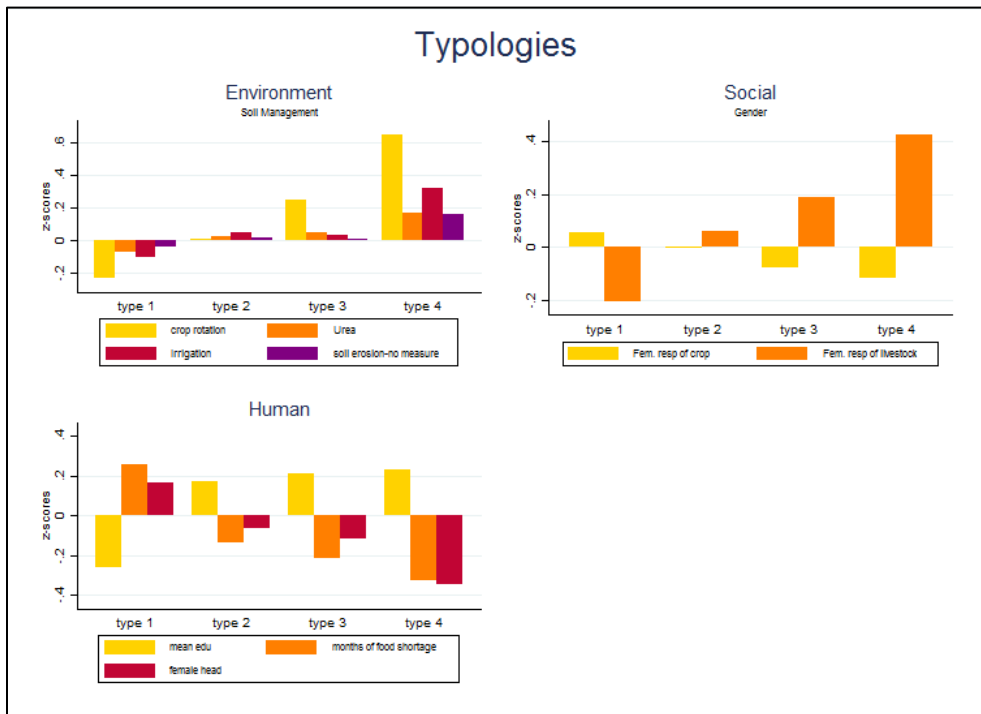 Typologies
Environment
Soil Management
z-scores
.6
.4
.2
0
-.2
type 1 type 2 type 3 type 4
crop rotation Urea
Irrigation soil erosion-no measure
Social
Gender
z-scores
.4
.2
0
-.2
type 1 type 2 type 3 type 4
Fem. resp of crop Fem. resp of livestock
Human
z-scores
.4
.2
0
-.2
-.4
type 1 type 2 type 3 type 4
mean edu months of food shortage
female head